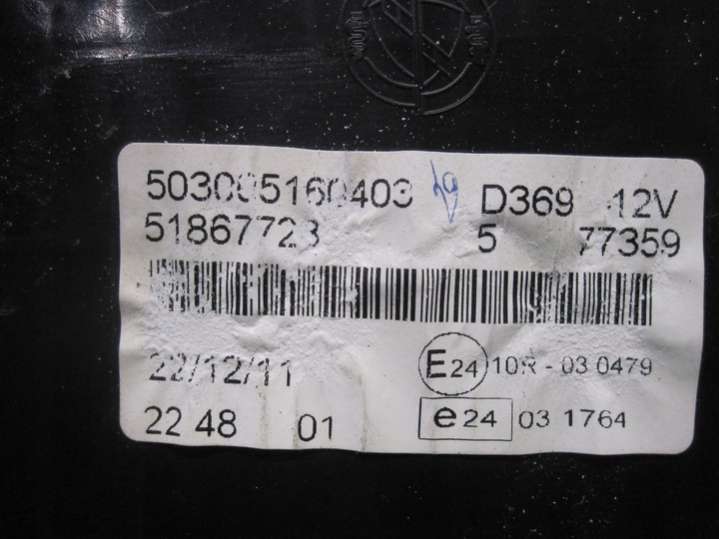 503005160403 D369 12V
51867723 5 77359
22/12/11 E24 10R - 03 0479
22 48 01 e24 03 1764